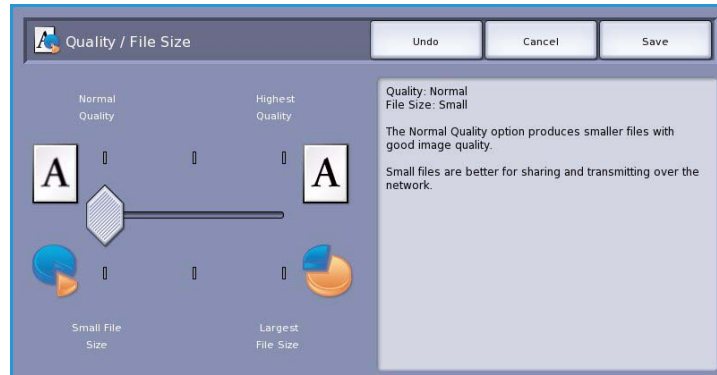 Quality / File Size
Undo
Cancel
Save
Normal
Quality
Highest
Quality
A
A
Small File
Size
Largest
File Size
Quality: Normal
File Size: Small
The Normal Quality option produces smaller files with
good image quality.
Small files are better for sharing and transmitting over the
network.